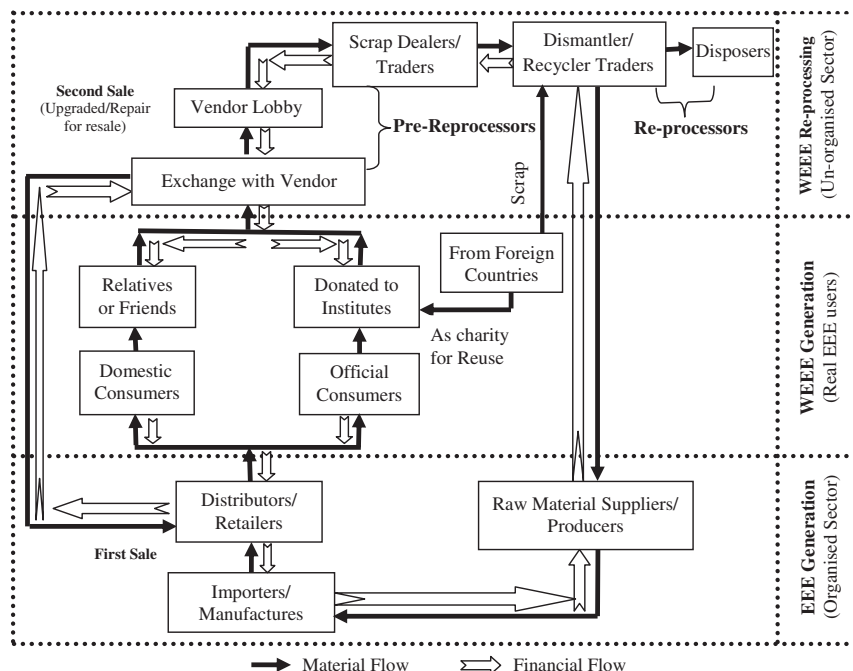 Scrap Dealers/
Traders
Dismantler/
Recycler Traders
Disposers
Second Sale
(Upgraded/Repair
for resale)
Vendor Lobby
Pre-Reprocessors
Re-processors
Exchange with Vendor
Scrap
WEEE Re-processing
(Un-organised Sector)
From Foreign
Countries
Relatives
or Friends
Donated to
Institutes
As charity
for Reuse
Domestic
Consumers
Official
Consumers
WEEE Generation
(Real EEE users)
Distributors/
Retailers
Raw Material Suppliers/
Producers
First Sale
Importers/
Manufactures
EEE Generation
(Organised Sector)
Material Flow
Financial Flow